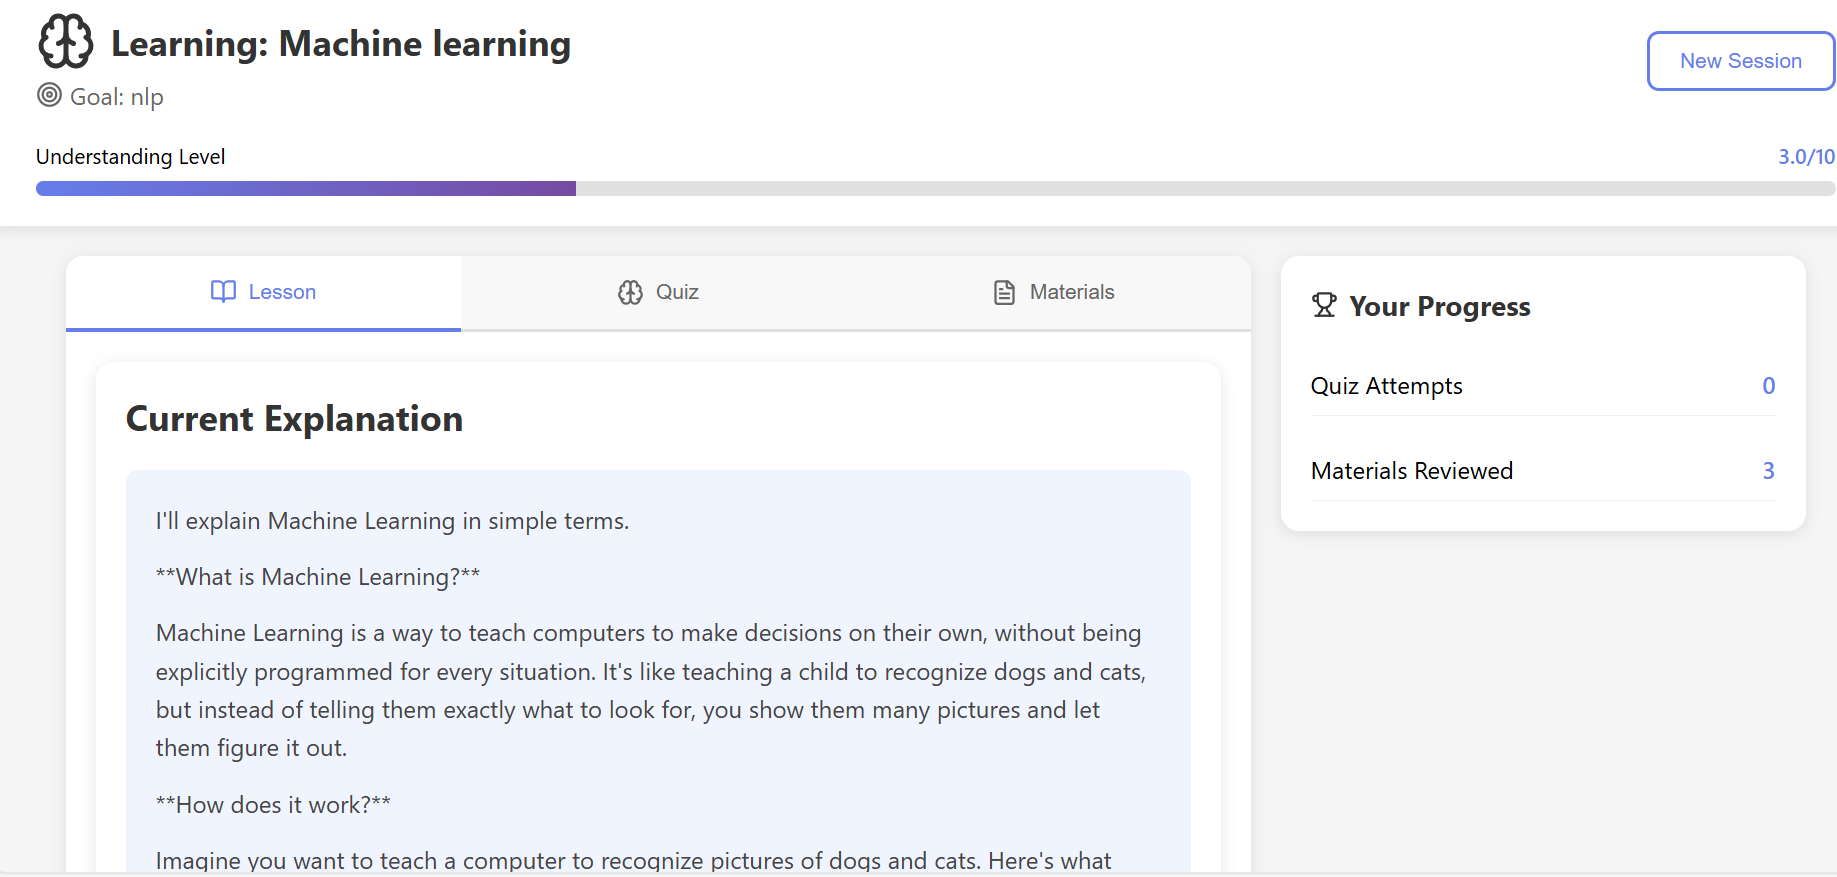 Learning: Machine learning
New Session
Goal: nlp
Understanding Level
3.0/10
Lesson
Quiz
Materials
Current Explanation
I'll explain Machine Learning in simple terms.
**What is Machine Learning?**
Machine Learning is a way to teach computers to make decisions on their own, without being
explicitly programmed for every situation. It's like teaching a child to recognize dogs and cats,
but instead of telling them exactly what to look for, you show them many pictures and let
them figure it out.
**How does it work?**
Imagine you want to teach a computer to recognize pictures of dogs and cats. Here's what
Your Progress
Quiz Attempts
0
Materials Reviewed
3